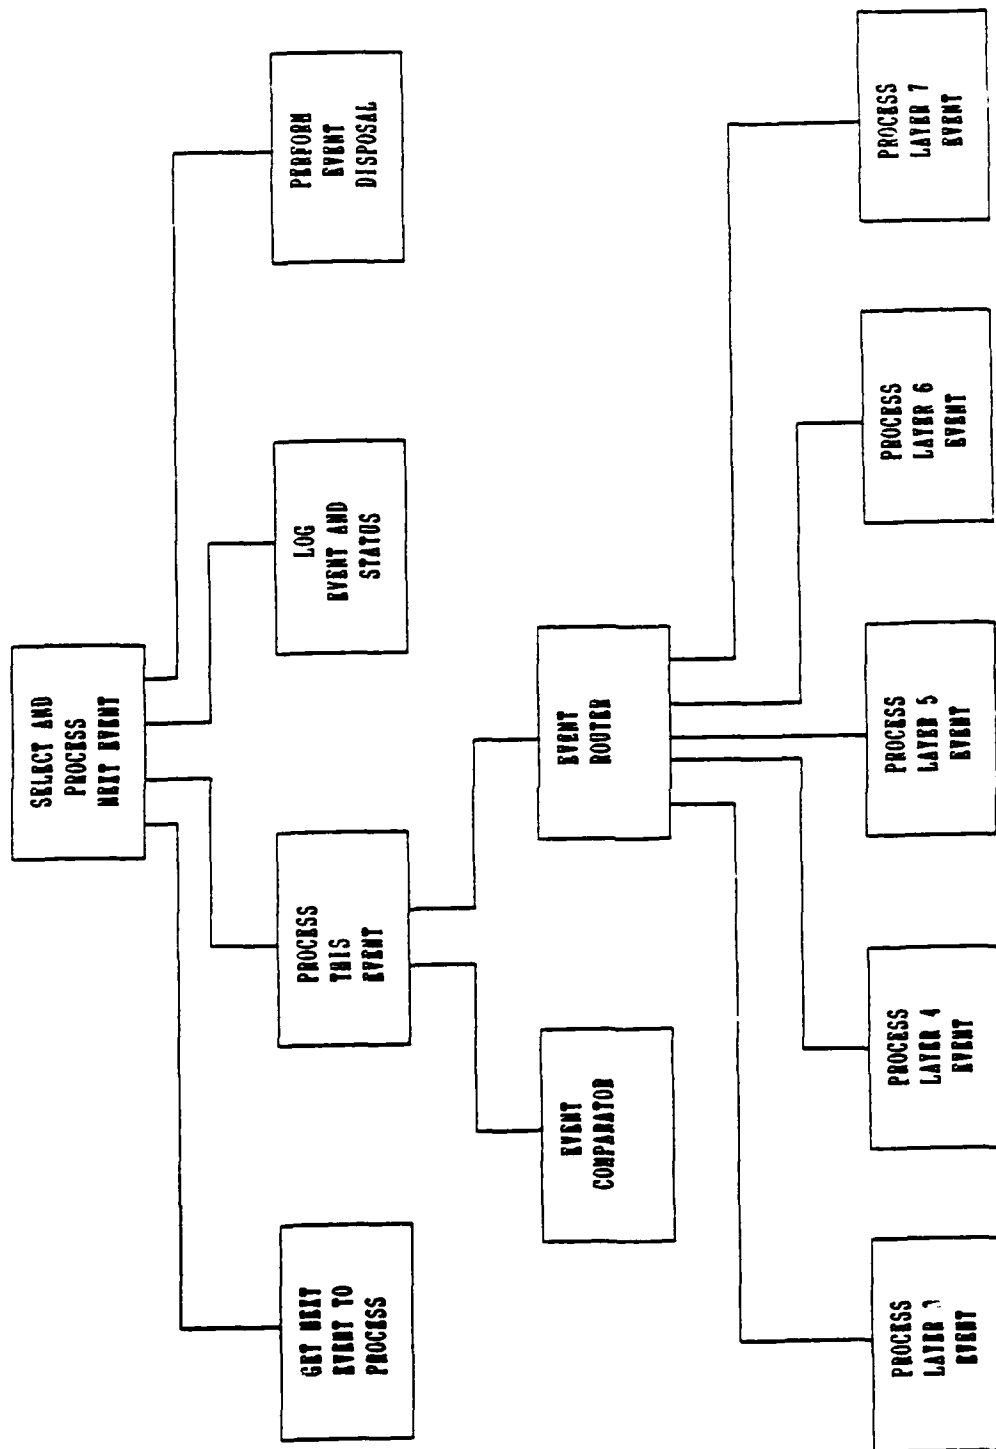 SELECT AND
PROCESS
NEXT EVENT
GET NEXT
EVENT TO
PROCESS
PROCESS
THIS
EVENT
LOG
EVENT AND
STATUS
PERFORM
EVENT
DISPOSAL
EVENT
COMPARATOR
EVENT
ROUTER
PROCESS
LAYER 3
EVENT
PROCESS
LAYER 4
EVENT
PROCESS
LAYER 5
EVENT
PROCESS
LAYER 6
EVENT
PROCESS
LAYER 7
EVENT